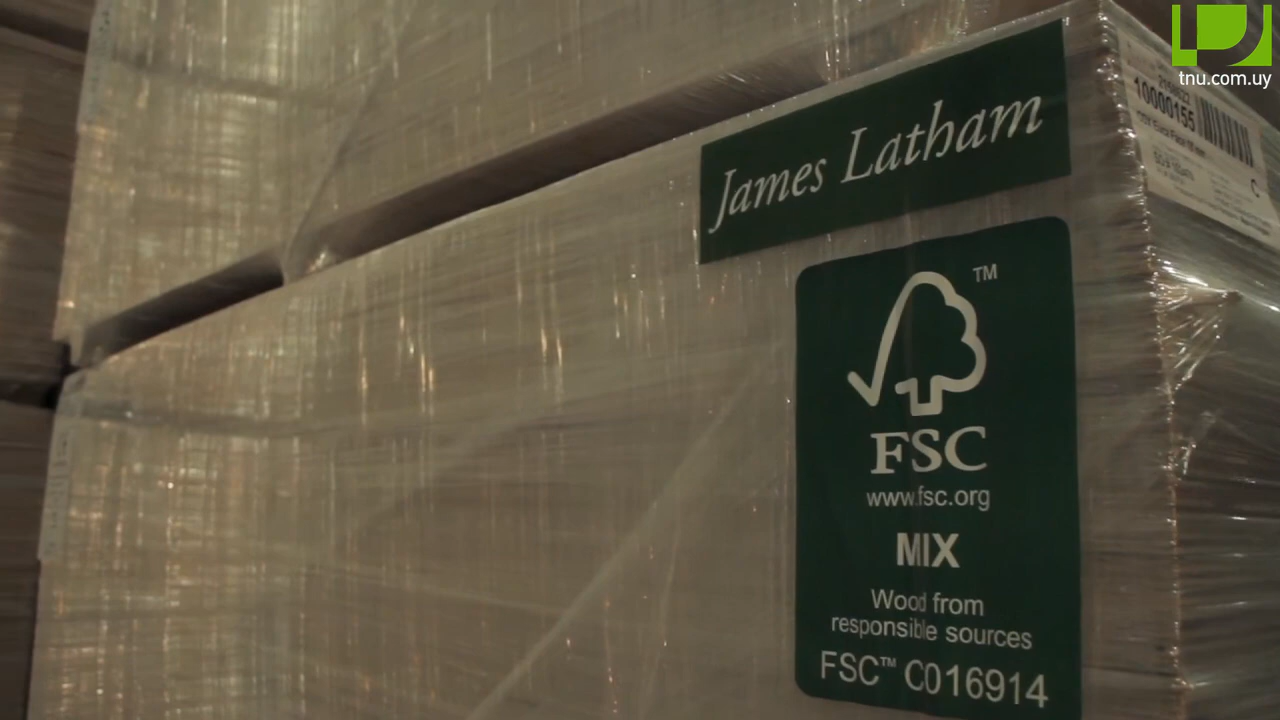 tnu.com.uy
James Latham
10000155
TM
FSC
www.fsc.org
MIX
Wood from
responsible sources
FSC™ C016914